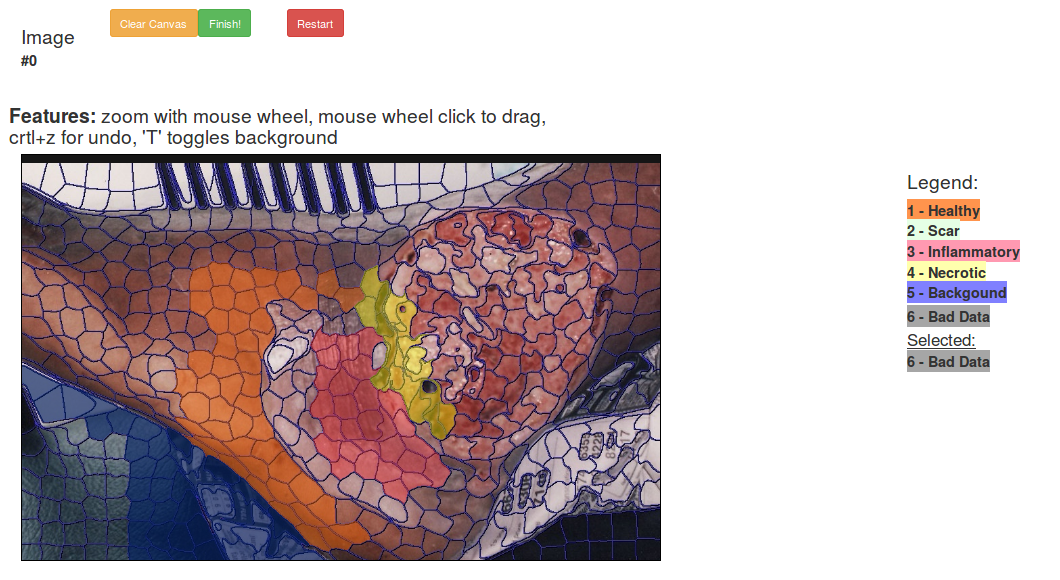 Clear Canvas Finish! Restart
Image
#0
Features: zoom with mouse wheel, mouse wheel click to drag,
crtl+z for undo, 'T' toggles background
Legend:
1 - Healthy
2 - Scar
3 - Inflammatory
4 - Necrotic
5 - Backgound
6 - Bad Data
Selected:
6 - Bad Data